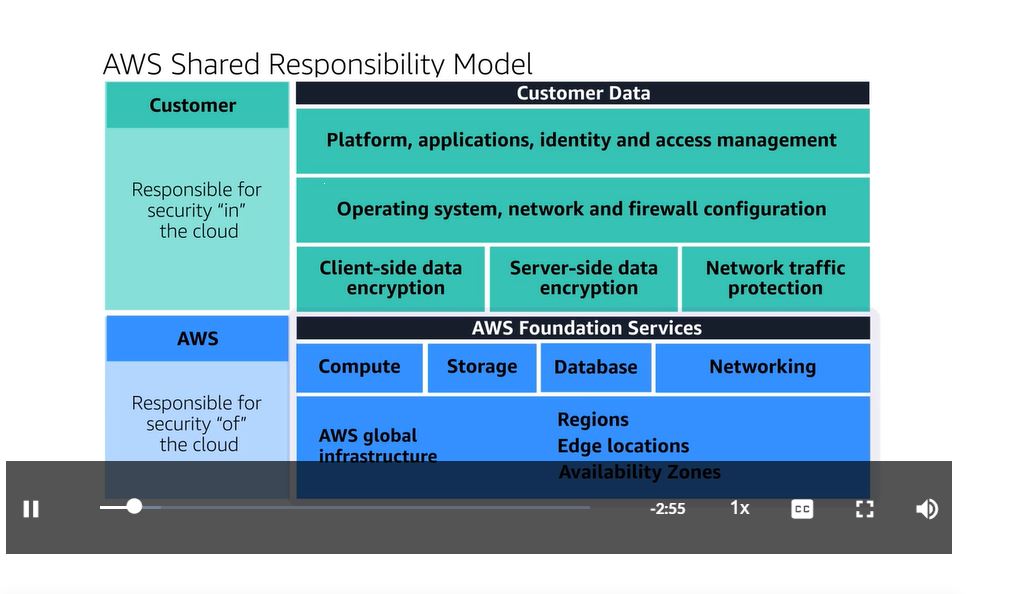 AWS Shared Responsibility Model
Customer
Responsible for
security “in”
the cloud
Customer Data
Platform, applications, identity and access management
Operating system, network and firewall configuration
Client-side data
encryption
Server-side data
encryption
Network traffic
protection
AWS
Responsible for
security “of”
the cloud
AWS Foundation Services
Compute
Storage
Database
Networking
AWS global
infrastructure
Regions
Edge locations
Availability Zones
-2:55
1x
CC